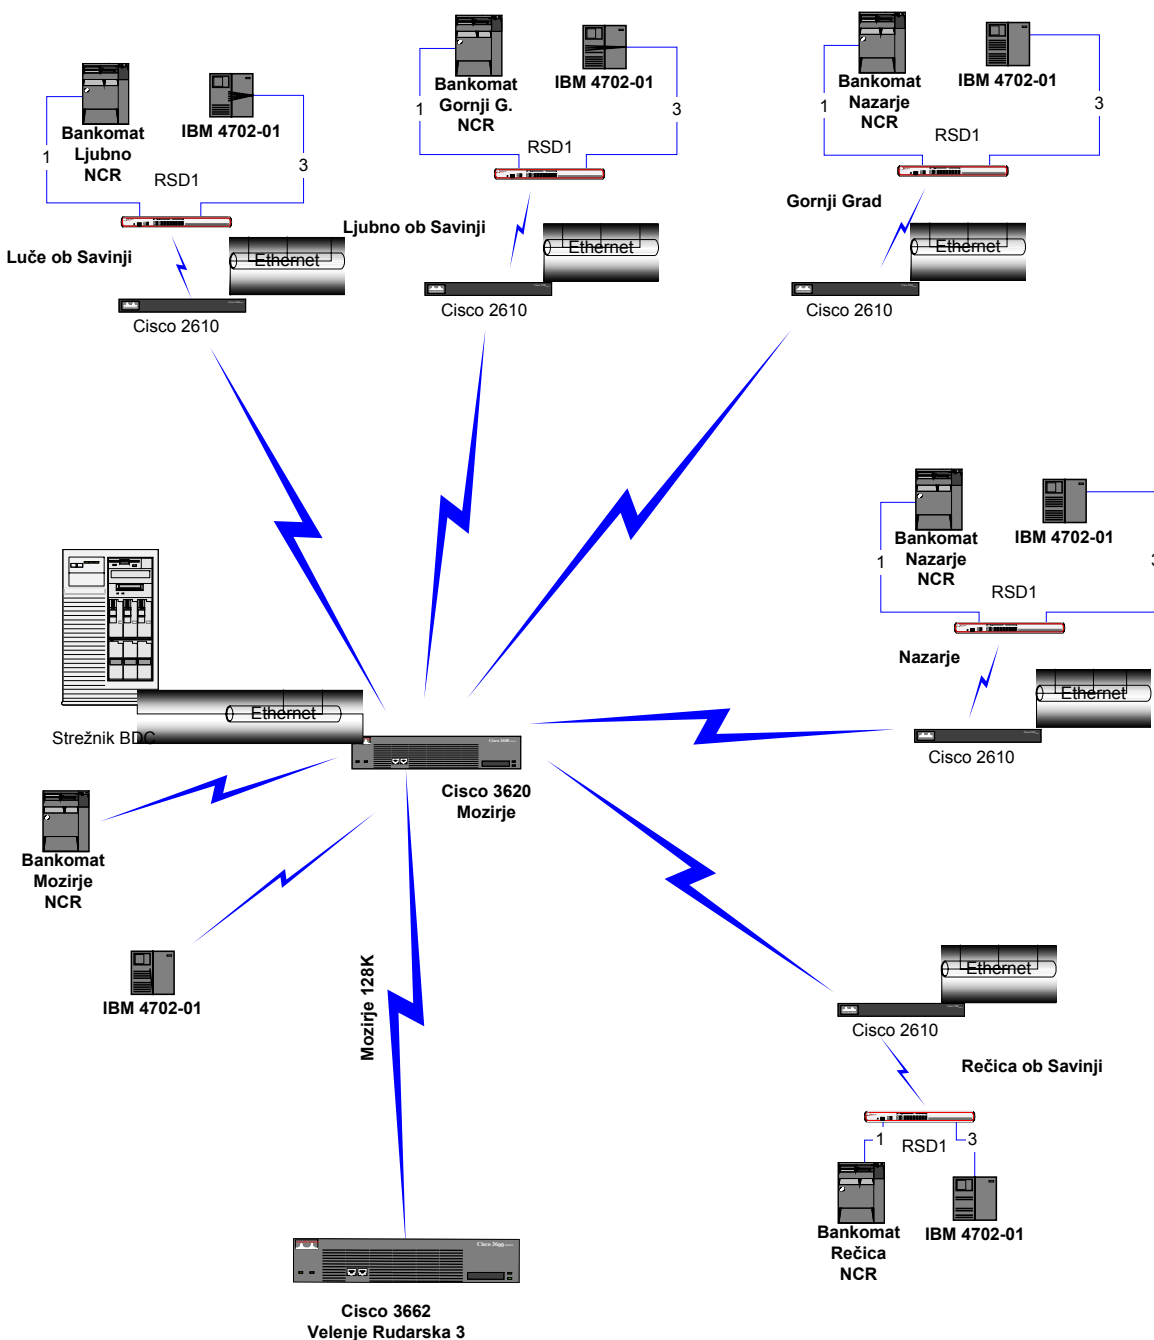 Bankomat
Ljubno
NCR
IBM 4702-01
1
3
RSD1
Luče ob Savinji
Ethernet
Cisco 2610
Bankomat
Gornji G.
NCR
IBM 4702-01
1
3
RSD1
Ljubno ob Savinji
Ethernet
Cisco 2610
Bankomat
Nazarje
NCR
IBM 4702-01
1
3
RSD1
Gornji Grad
Ethernet
Cisco 2610
Bankomat
Nazarje
NCR
IBM 4702-01
1
3
RSD1
Nazarje
Ethernet
Cisco 2610
Strežnik BDC
Ethernet
Cisco 3620
Mozirje
Bankomat
Mozirje
NCR
IBM 4702-01
Mozirje 128K
Ethernet
Cisco 2610
Rečica ob Savinji
1
3
RSD1
Bankomat
Rečica
NCR
IBM 4702-01
Cisco 3662
Velenje Rudarska 3